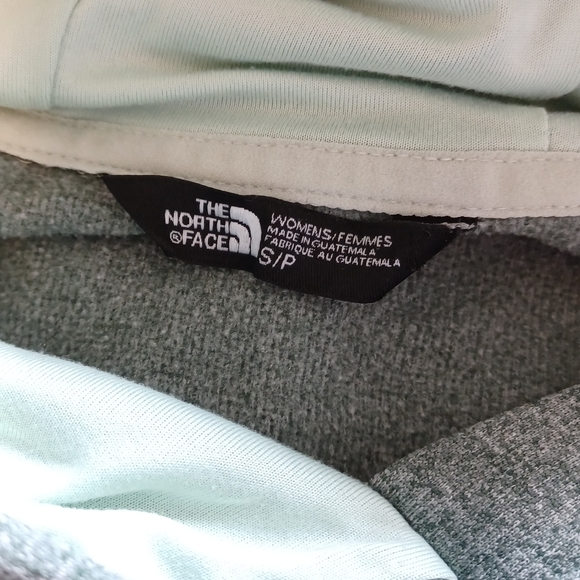 THE
NORTH
®FACE
WOMENS/FEMMES
MADE IN GUATEMALA
FABRIQUE AU GUATEMALA
S/P